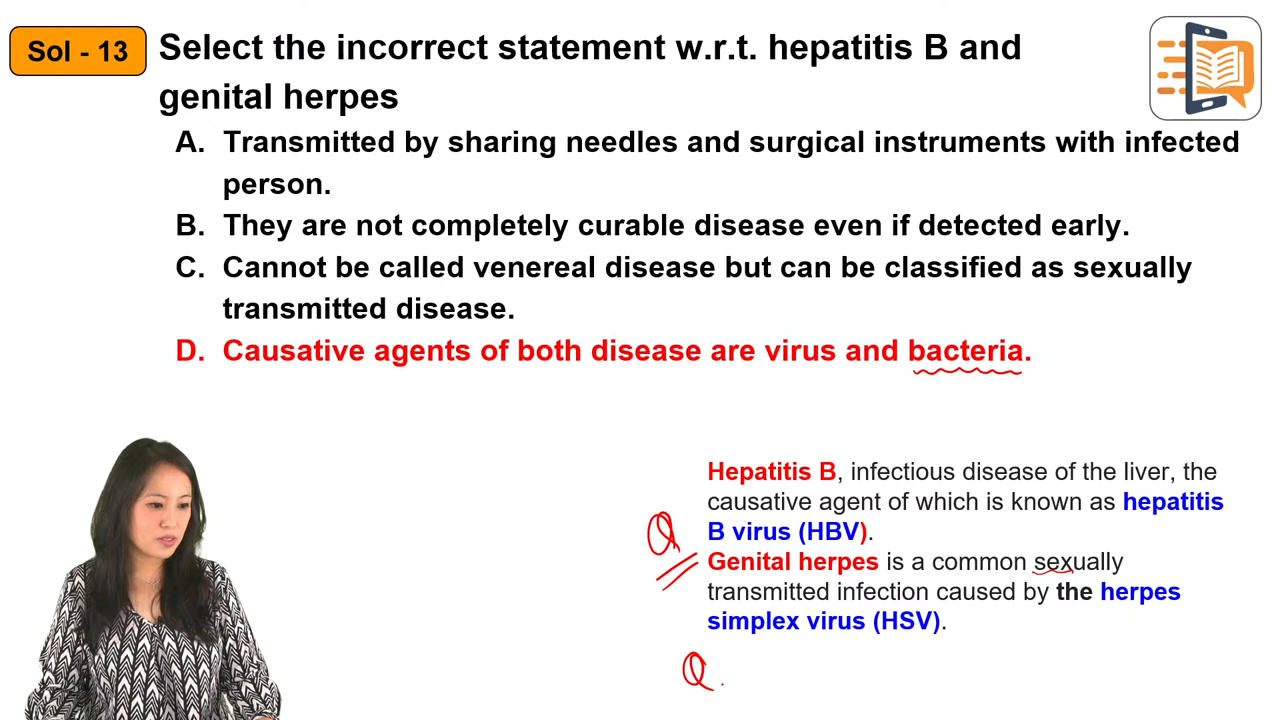 Sol - 13
Select the incorrect statement w.r.t. hepatitis B and
genital herpes
A. Transmitted by sharing needles and surgical instruments with infected
person.
B. They are not completely curable disease even if detected early.
C. Cannot be called venereal disease but can be classified as sexually
transmitted disease.
D. Causative agents of both disease are virus and bacteria.
Hepatitis B, infectious disease of the liver, the
causative agent of which is known as hepatitis
B virus (HBV).
Genital herpes is a common sexually
transmitted infection caused by the herpes
simplex virus (HSV).